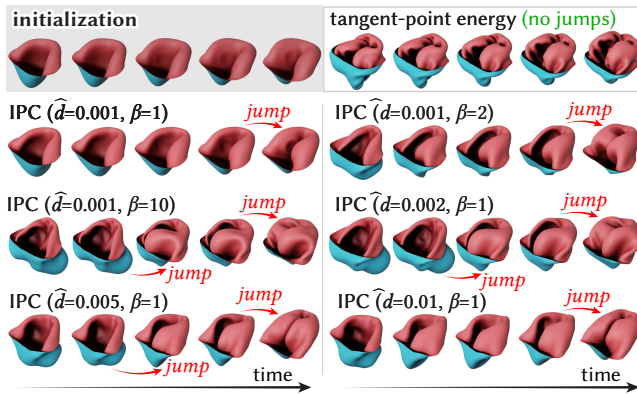 initialization
tangent-point energy (no jumps)
IPC (d̂=0.001, β=1)
jump
IPC (d̂=0.001, β=2)
jump
IPC (d̂=0.001, β=10)
jump
jump
IPC (d̂=0.002, β=1)
jump
jump
IPC (d̂=0.005, β=1)
jump
jump
IPC (d̂=0.01, β=1)
jump
time
time